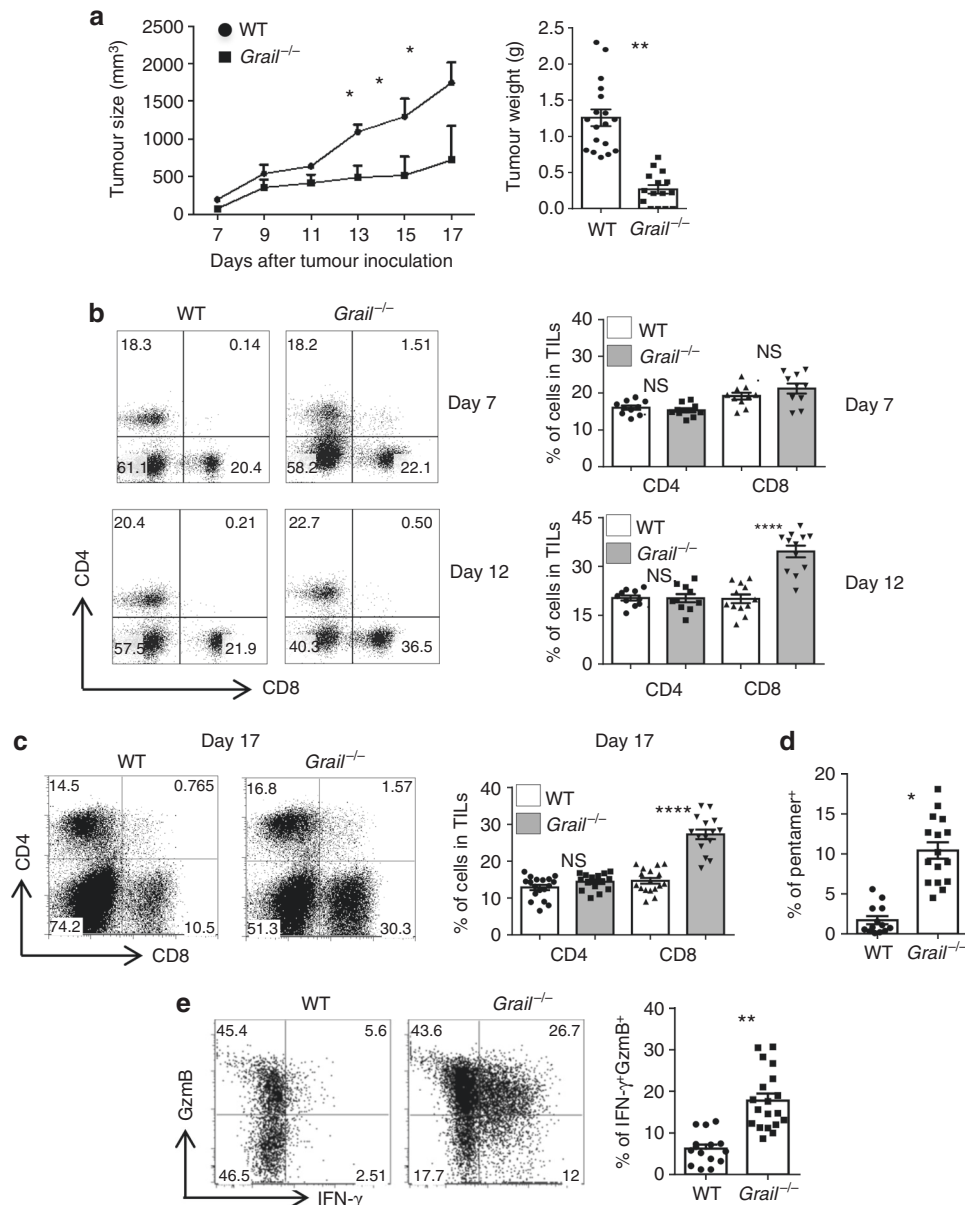 a
2500
2000
1500
1000
500
0
Tumour size (mm³)
WT
Grail−/−
* * *
7 9 11 13 15 17
Days after tumour inoculation
2.5
2.0
1.5
1.0
0.5
0.0
Tumour weight (g)
**
WT Grail−/−
b
WT Grail−/−
18.3 0.14
61.1 20.4
18.2 1.51
58.2 22.1
Day 7
20.4 0.21
57.5 21.9
22.7 0.50
40.3 36.5
Day 12
CD4
CD8
40
30
20
10
0
% of cells in TILs
WT
Grail−/−
NS NS
CD4 CD8
Day 7
45
30
15
0
% of cells in TILs
WT
Grail−/−
NS ****
CD4 CD8
Day 12
c
Day 17
WT Grail−/−
14.5 0.765
74.2 10.5
16.8 1.57
51.3 30.3
CD4
CD8
Day 17
40
30
20
10
0
% of cells in TILs
WT
Grail−/−
NS ****
CD4 CD8
d
20
15
10
5
0
% of pentamer+
*
WT Grail−/−
e
WT Grail−/−
45.4 5.6
46.5 2.51
43.6 26.7
17.7 12
GzmB
IFN-γ
40
30
20
10
0
% of IFN-γ+GzmB+
**
WT Grail−/−